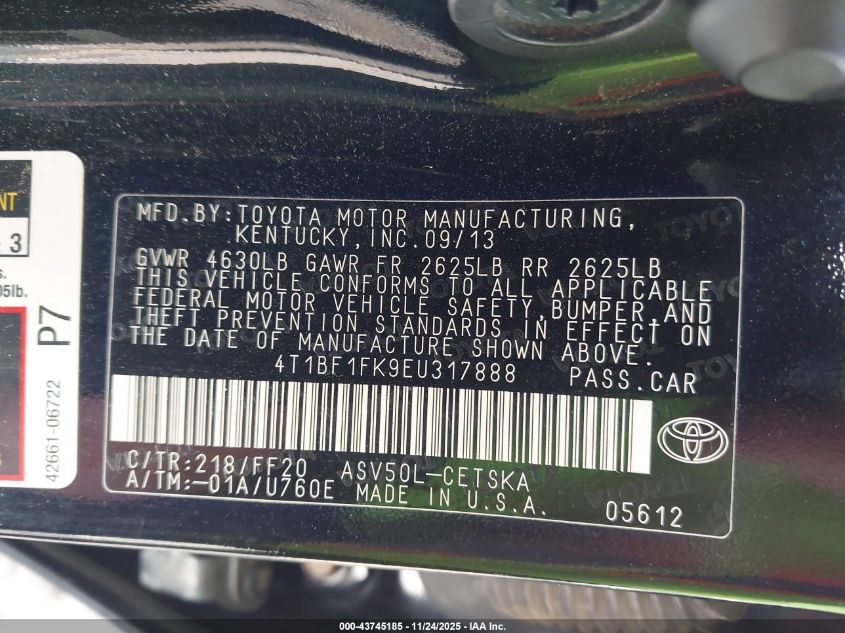 NT
3
s.
05lb.
P7
42661-06722
MFD.BY:TOYOTA MOTOR MANUFACTURING,
KENTUCKY,INC.09/13
GVWR 4630LB GAWR FR 2625LB RR 2625LB
THIS VEHICLE CONFORMS TO ALL APPLICABLE
FEDERAL MOTOR VEHICLE SAFETY,BUMPER,AND
THEFT PREVENTION STANDARDS IN EFFECT ON
THE DATE OF MANUFACTURE SHOWN ABOVE.
4T1BF1FK9EU317888 PASS.CAR
C/TR:218/FF20 ASV50L-CETSKA
A/TM:-01A/U760E MADE IN U.S.A. 05612
000-43745185 - 11/24/2025 - IAA Inc.